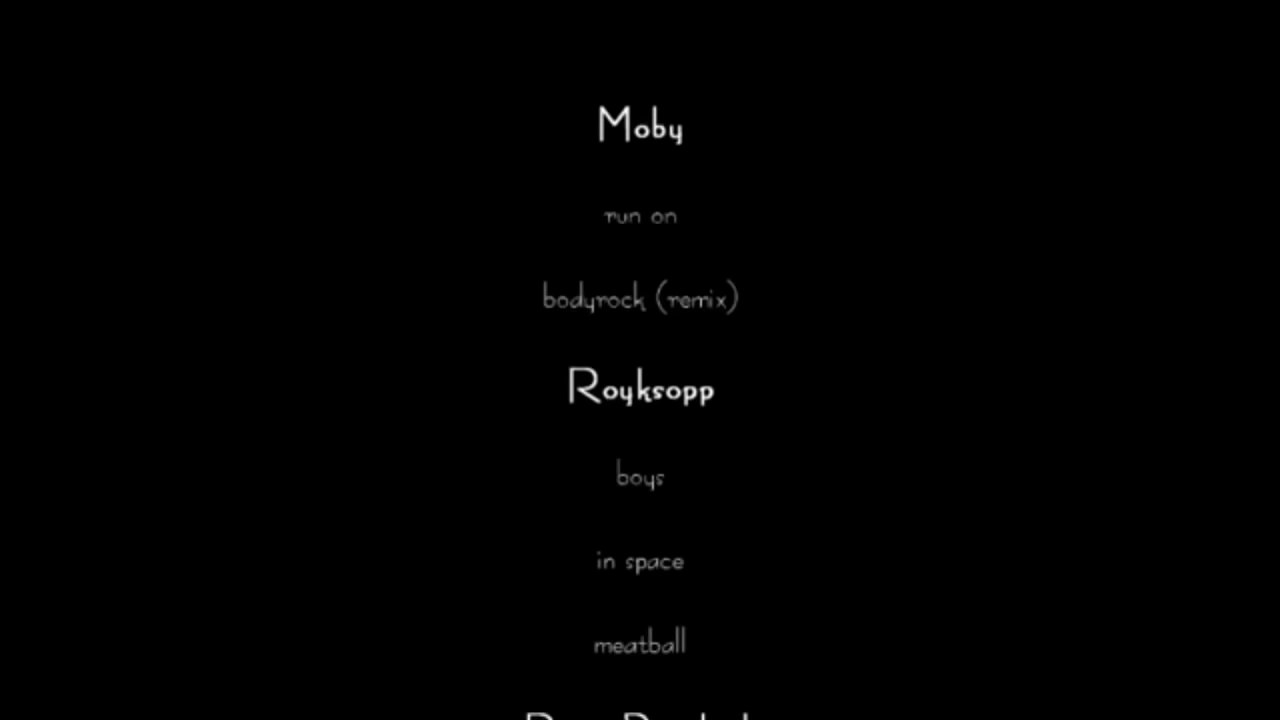 Moby
run on
bodyrock (remix)
Royksopp
boys
in space
meatball